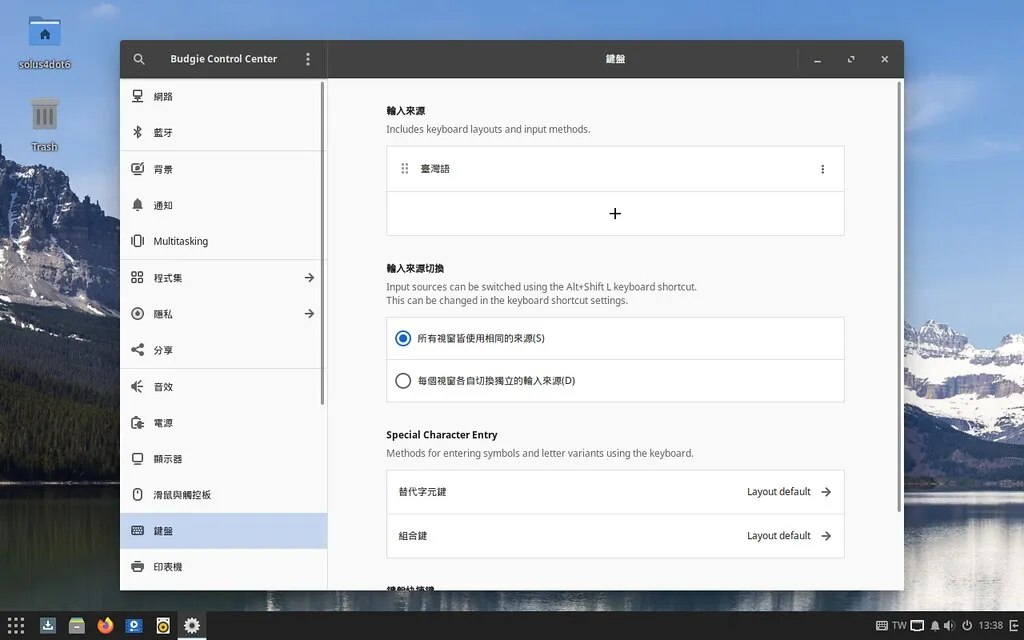 solus4dot6
Trash
Budgie Control Center
鍵盤
網路
藍牙
背景
通知
Multitasking
程式集
隱私
分享
音效
電源
顯示器
滑鼠與觸控板
鍵盤
印表機
輸入來源
Includes keyboard layouts and input methods.
臺灣語
輸入來源切換
Input sources can be switched using the Alt+Shift L keyboard shortcut.
This can be changed in the keyboard shortcut settings.
所有視窗皆使用相同的來源(S)
每個視窗各自切換獨立的輸入來源(D)
Special Character Entry
Methods for entering symbols and letter variants using the keyboard.
替代字元鍵 Layout default
組合鍵 Layout default
鍵盤快捷鍵
TW 13:38